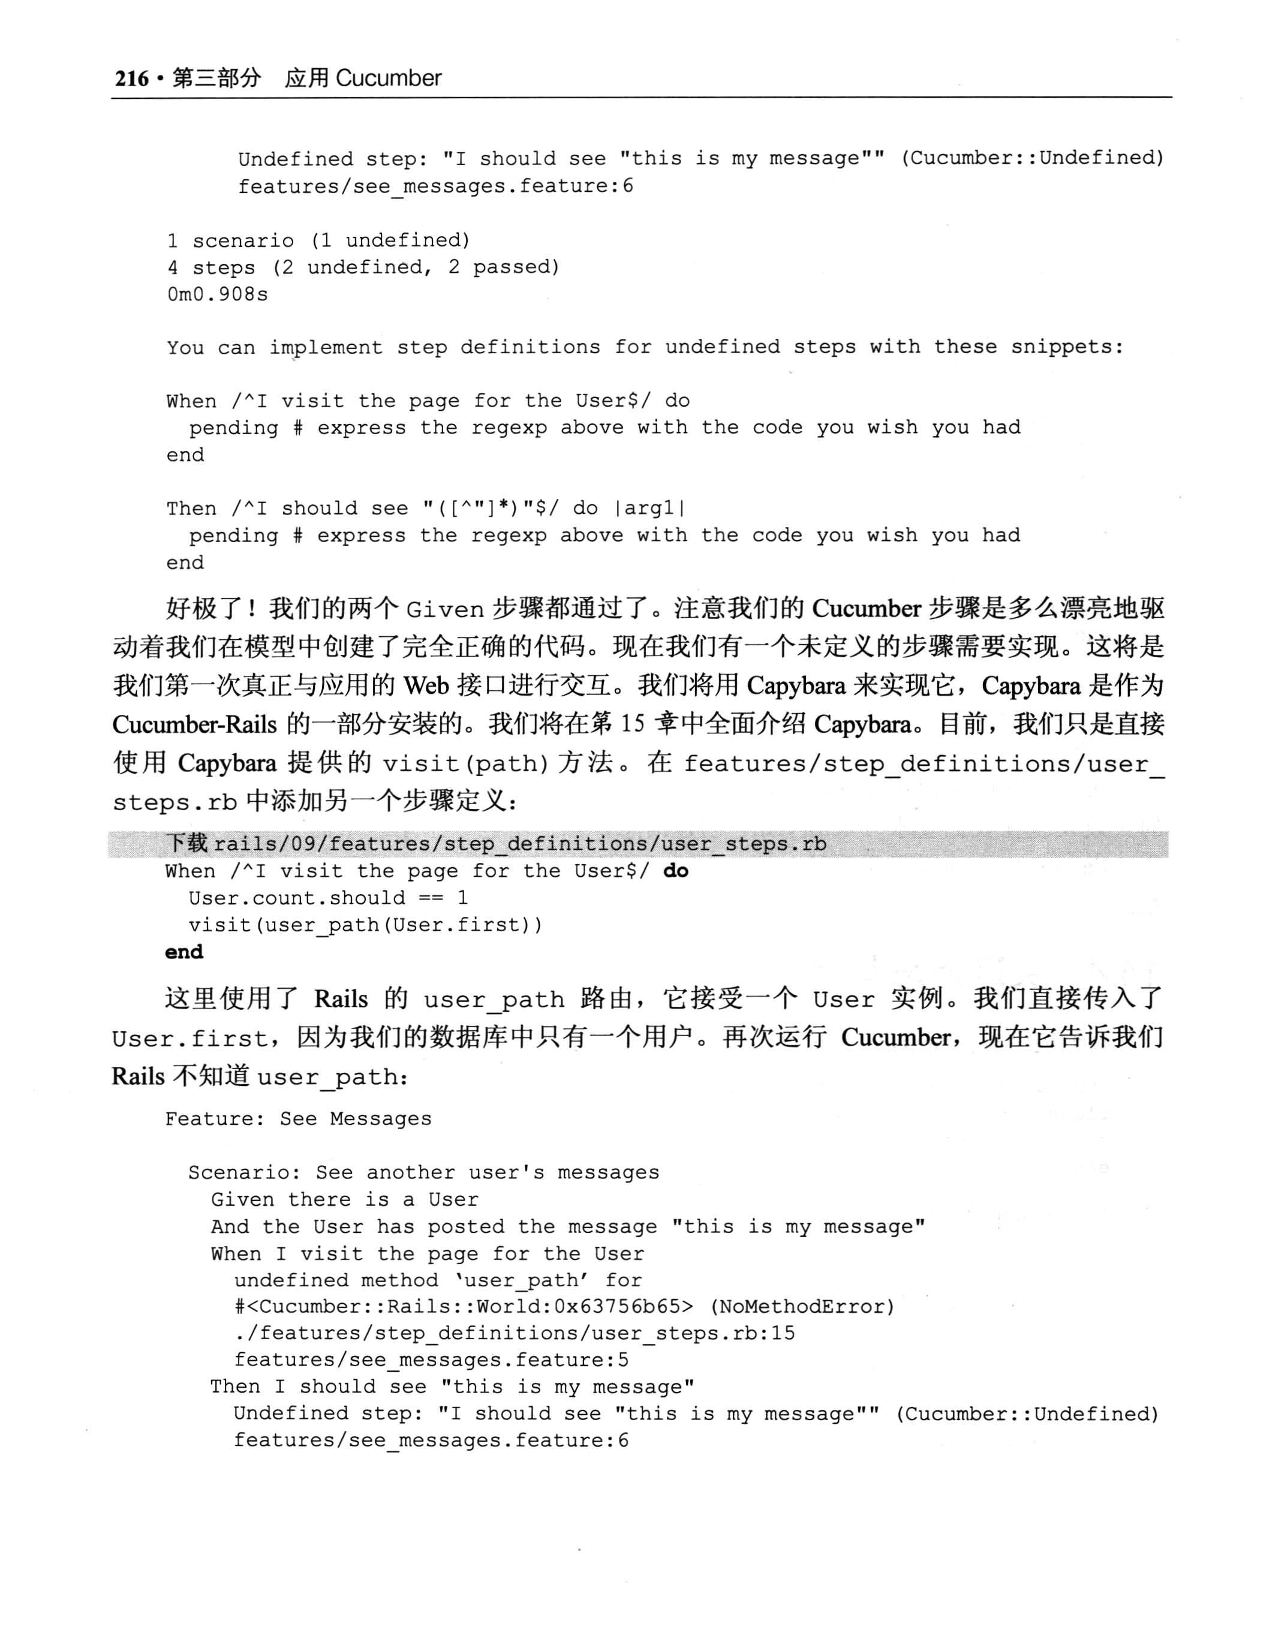 216 · 第三部分 应用 Cucumber
Undefined step: "I should see "this is my message"" (Cucumber::Undefined)
features/see_messages.feature:6
1 scenario (1 undefined)
4 steps (2 undefined, 2 passed)
0m0.908s
You can implement step definitions for undefined steps with these snippets:
When /^I visit the page for the User$/ do
  pending # express the regexp above with the code you wish you had
end
Then /^I should see "([^"]*)"$/ do |arg1|
  pending # express the regexp above with the code you wish you had
end
好极了！我们的两个 Given 步骤都通过了。注意我们的 Cucumber 步骤是多么漂亮地驱
动着我们在模型中创建了完全正确的代码。现在我们有一个未定义的步骤需要实现。这将是
我们第一次真正与应用的 Web 接口进行交互。我们将用 Capybara 来实现它，Capybara 是作为
Cucumber-Rails 的一部分安装的。我们将在第 15 章中全面介绍 Capybara。目前，我们只是直接
使用 Capybara 提供的 visit(path) 方法。在 features/step_definitions/user_
steps.rb 中添加另一个步骤定义：
下载 rails/09/features/step_definitions/user_steps.rb
When /^I visit the page for the User$/ do
  User.count.should == 1
  visit(user_path(User.first))
end
这里使用了 Rails 的 user_path 路由，它接受一个 User 实例。我们直接传入了
User.first，因为我们的数据库中只有一个用户。再次运行 Cucumber，现在它告诉我们
Rails 不知道 user_path：
Feature: See Messages
  Scenario: See another user's messages
    Given there is a User
    And the User has posted the message "this is my message"
    When I visit the page for the User
      undefined method ‵user_path′ for
      #<Cucumber::Rails::World:0x63756b65> (NoMethodError)
      ./features/step_definitions/user_steps.rb:15
      features/see_messages.feature:5
    Then I should see "this is my message"
      Undefined step: "I should see "this is my message"" (Cucumber::Undefined)
      features/see_messages.feature:6